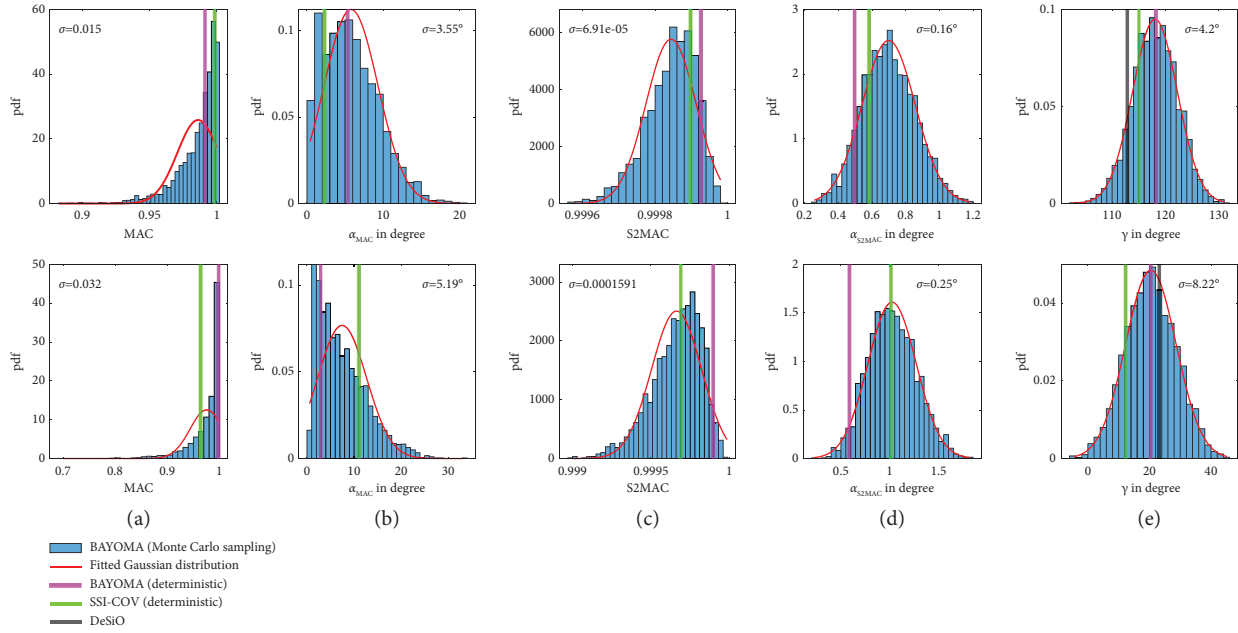 60
40
20
0
pdf
σ=0.015
0.9
0.95
1
MAC
0.1
0.05
0
pdf
σ=3.55°
0
10
20
α_MAC in degree
6000
4000
2000
0
pdf
σ=6.91e-05
0.9996
0.9998
1
S2MAC
3
2
1
0
pdf
σ=0.16°
0.2
0.4
0.6
0.8
1
1.2
α_S2MAC in degree
0.1
0.05
0
pdf
σ=4.2°
110
120
130
γ in degree
50
40
30
20
10
0
pdf
σ=0.032
0.7
0.8
0.9
1
MAC
0.1
0.05
0
pdf
σ=5.19°
0
10
20
30
α_MAC in degree
3000
2000
1000
0
pdf
σ=0.0001591
0.999
0.9995
1
S2MAC
2
1.5
1
0.5
0
pdf
σ=0.25°
0.5
1
1.5
α_S2MAC in degree
0.04
0.02
0
pdf
σ=8.22°
0
20
40
γ in degree
(a)
(b)
(c)
(d)
(e)
BAYOMA (Monte Carlo sampling)
Fitted Gaussian distribution
BAYOMA (deterministic)
SSI-COV (deterministic)
DeSiO